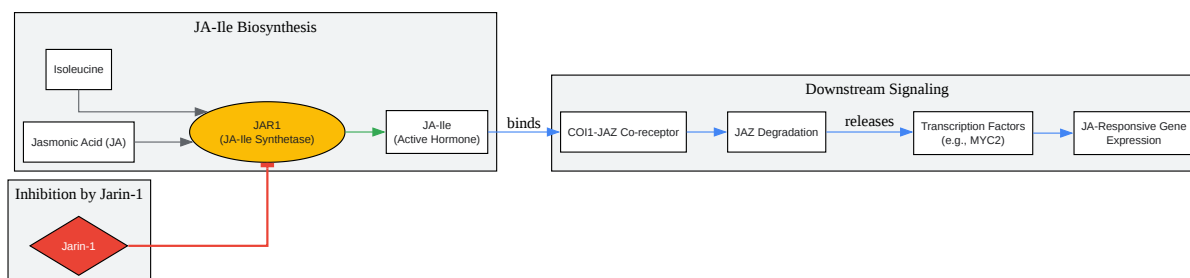 JA-Ile Biosynthesis
Isoleucine
Jasmonic Acid (JA)
JAR1
(JA-Ile Synthetase)
JA-Ile
(Active Hormone)
binds
Downstream Signaling
COI1-JAZ Co-receptor
JAZ Degradation
releases
Transcription Factors
(e.g., MYC2)
JA-Responsive Gene
Expression
Inhibition by Jarin-1
Jarin-1